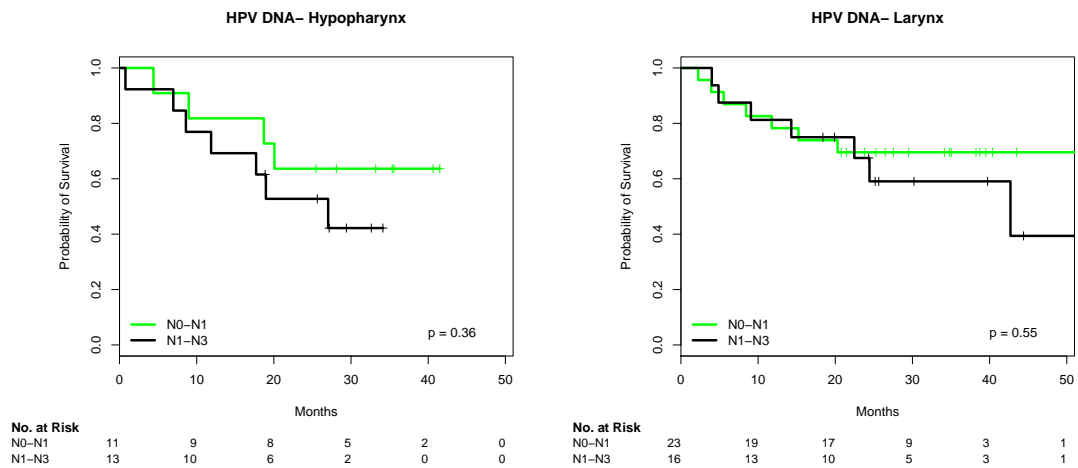 HPV DNA− Hypopharynx
Probability of Survival
1.0
0.8
0.6
0.4
0.2
0.0
N0−N1
N1−N3
p = 0.36
0 10 20 30 40 50
Months
No. at Risk
N0−N1 11 9 8 5 2 0
N1−N3 13 10 6 2 0 0
HPV DNA− Larynx
Probability of Survival
1.0
0.8
0.6
0.4
0.2
0.0
N0−N1
N1−N3
p = 0.55
0 10 20 30 40 50
Months
No. at Risk
N0−N1 23 19 17 9 3 1
N1−N3 16 13 10 5 3 1